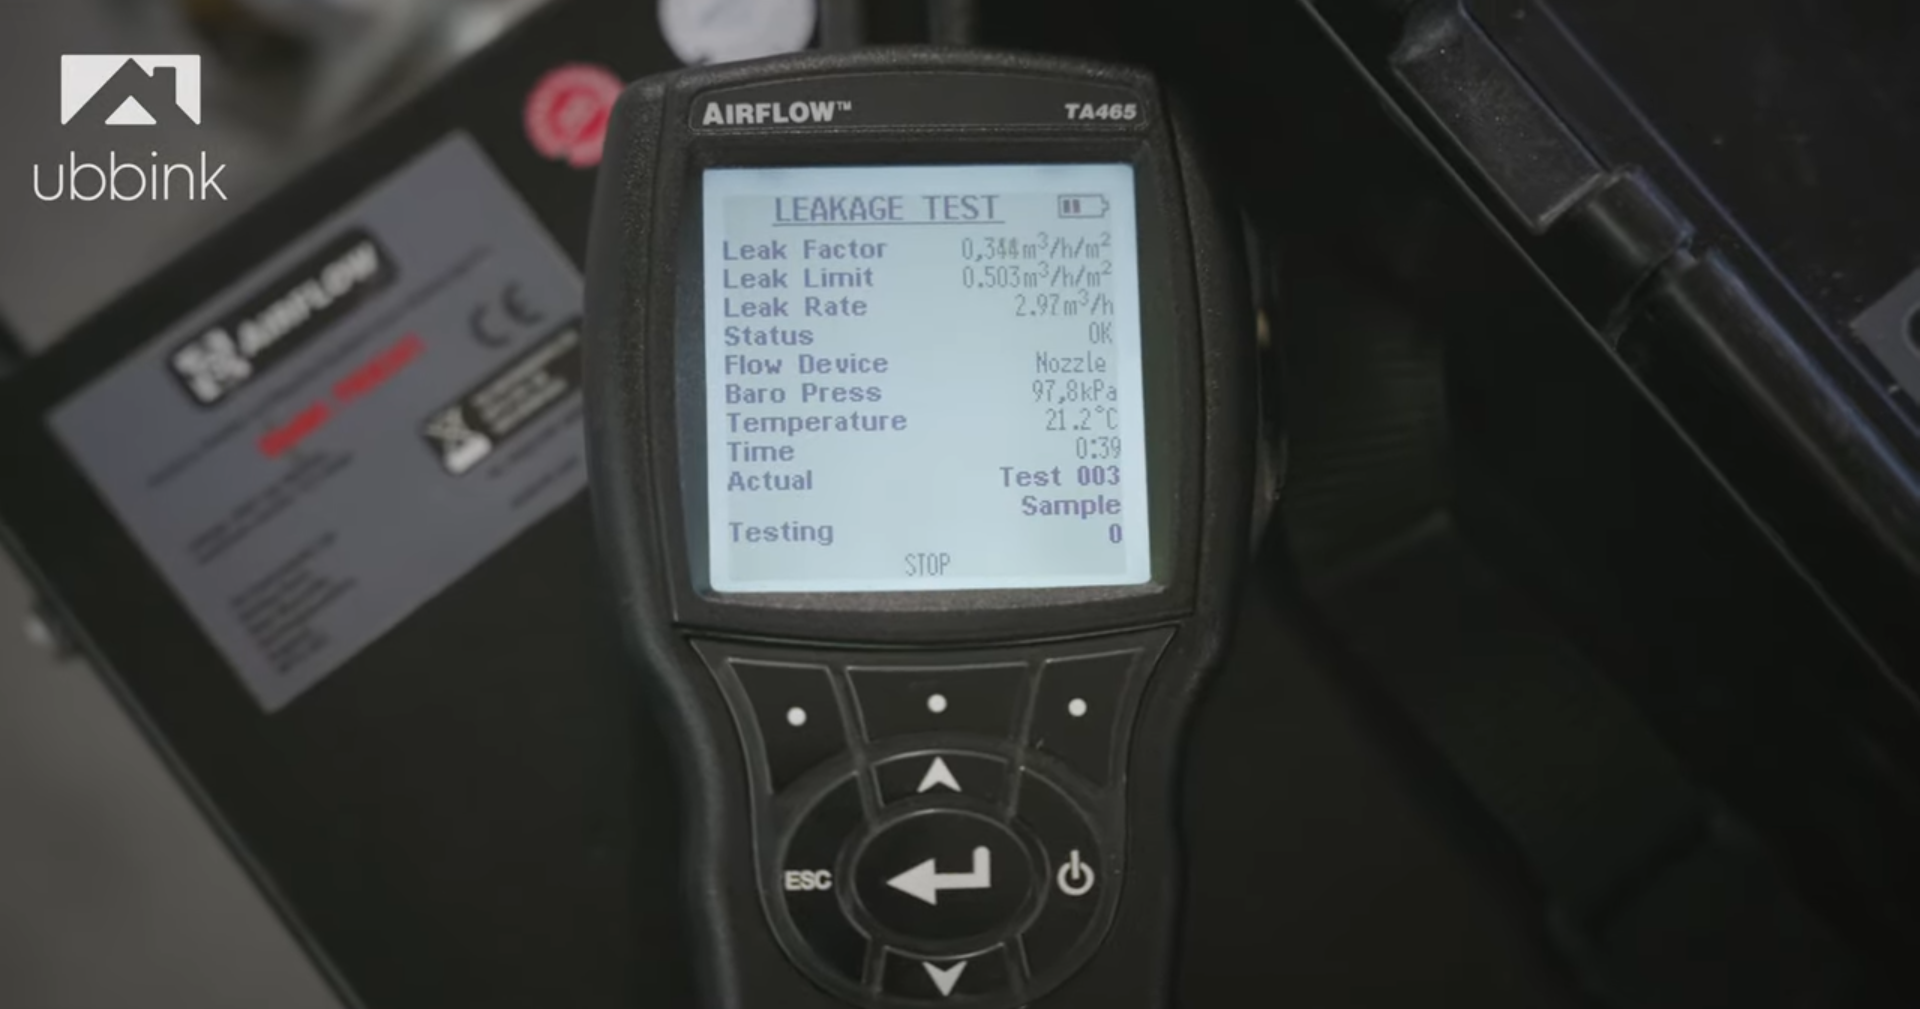 ubbink
AIRFLOW™ TA465
LEAKAGE TEST
Leak Factor 0,344m³/h/m²
Leak Limit 0.503m³/h/m²
Leak Rate 2.97m³/h
Status OK
Flow Device Nozzle
Baro Press 97,8kPa
Temperature 21.2°C
Time 0:39
Actual Test 003
Sample
Testing 0
STOP
ESC
AIRFLOW
CE